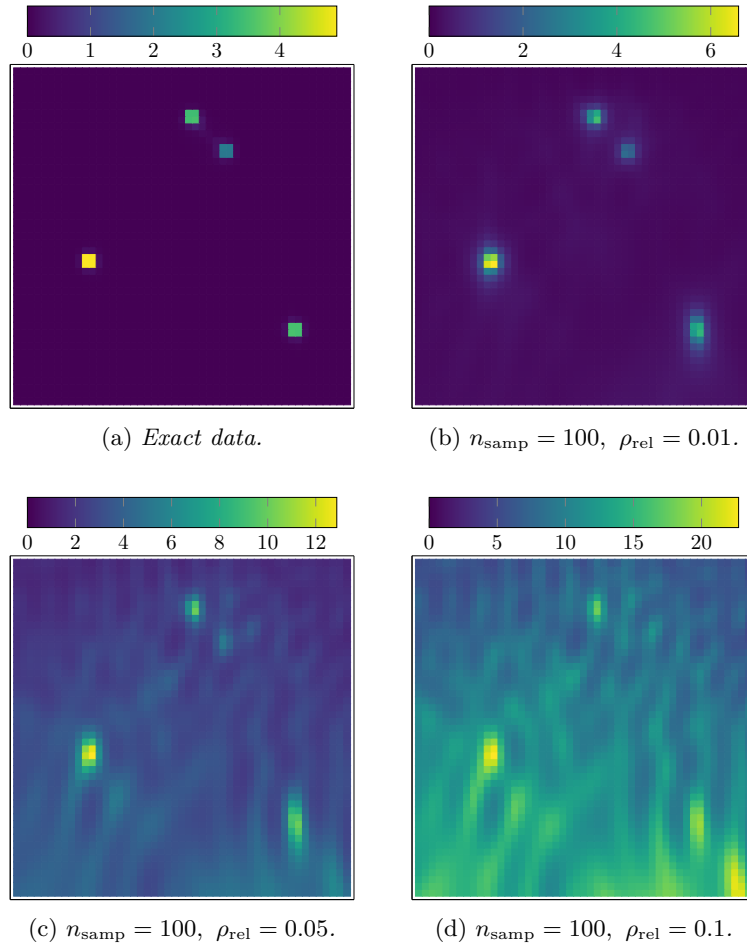 0 1 2 3 4
0 2 4 6
(a) Exact data.
(b) n_samp = 100, ρ_rel = 0.01.
0 2 4 6 8 10 12
0 5 10 15 20
(c) n_samp = 100, ρ_rel = 0.05.
(d) n_samp = 100, ρ_rel = 0.1.